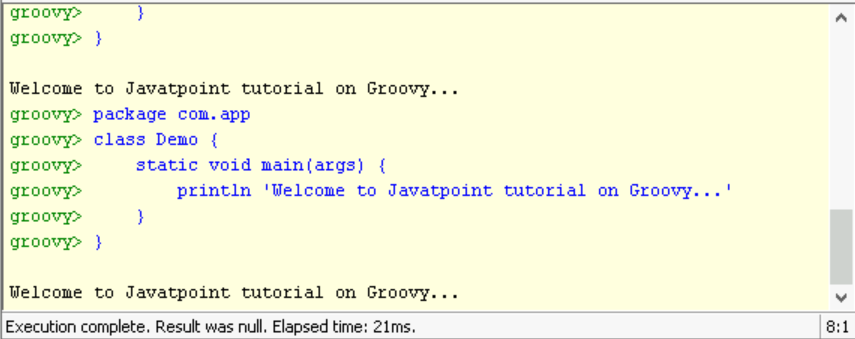 groovy>     }
groovy> }
Welcome to Javatpoint tutorial on Groovy...
groovy> package com.app
groovy> class Demo {
groovy>     static void main(args) {
groovy>         println 'Welcome to Javatpoint tutorial on Groovy...'
groovy>     }
groovy> }
Welcome to Javatpoint tutorial on Groovy...
Execution complete. Result was null. Elapsed time: 21ms. 8:1